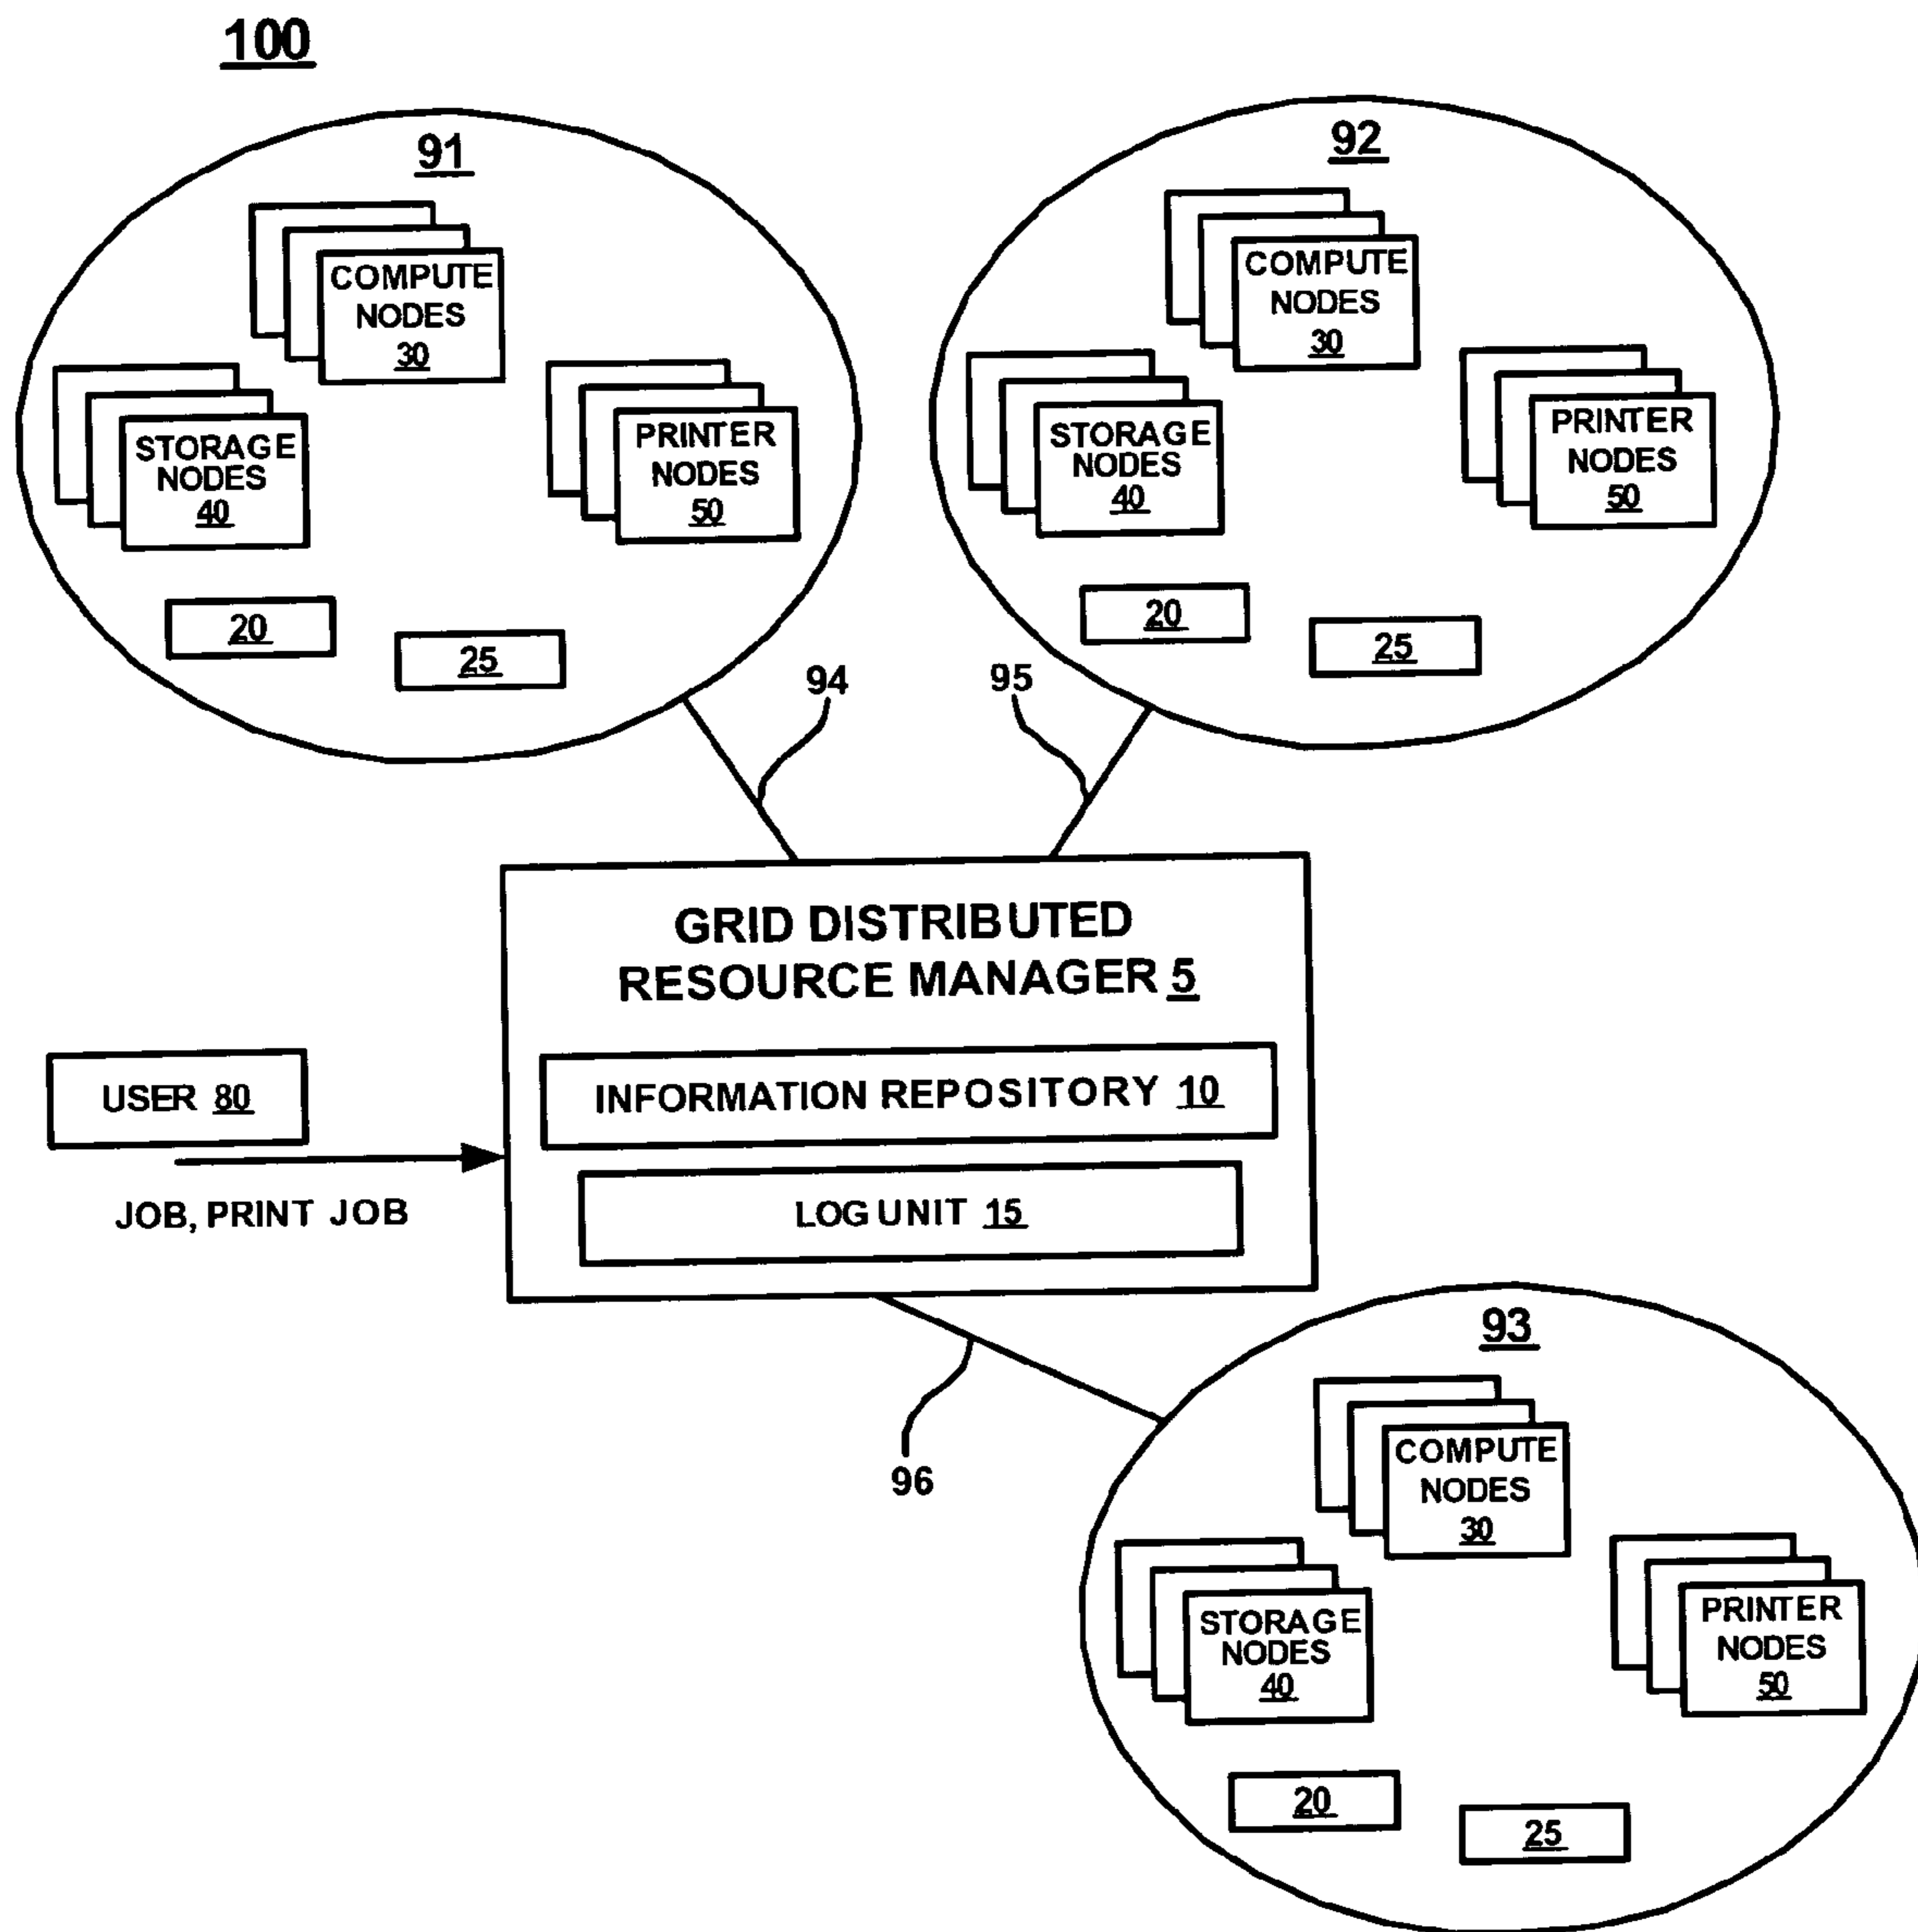 100
91
COMPUTE
NODES
30
STORAGE
NODES
40
PRINTER
NODES
50
20
25
92
COMPUTE
NODES
30
STORAGE
NODES
40
PRINTER
NODES
50
20
25
94
95
GRID DISTRIBUTED
RESOURCE MANAGER 5
INFORMATION REPOSITORY 10
LOG UNIT 15
USER 80
JOB, PRINT JOB
96
93
COMPUTE
NODES
30
STORAGE
NODES
40
PRINTER
NODES
50
20
25